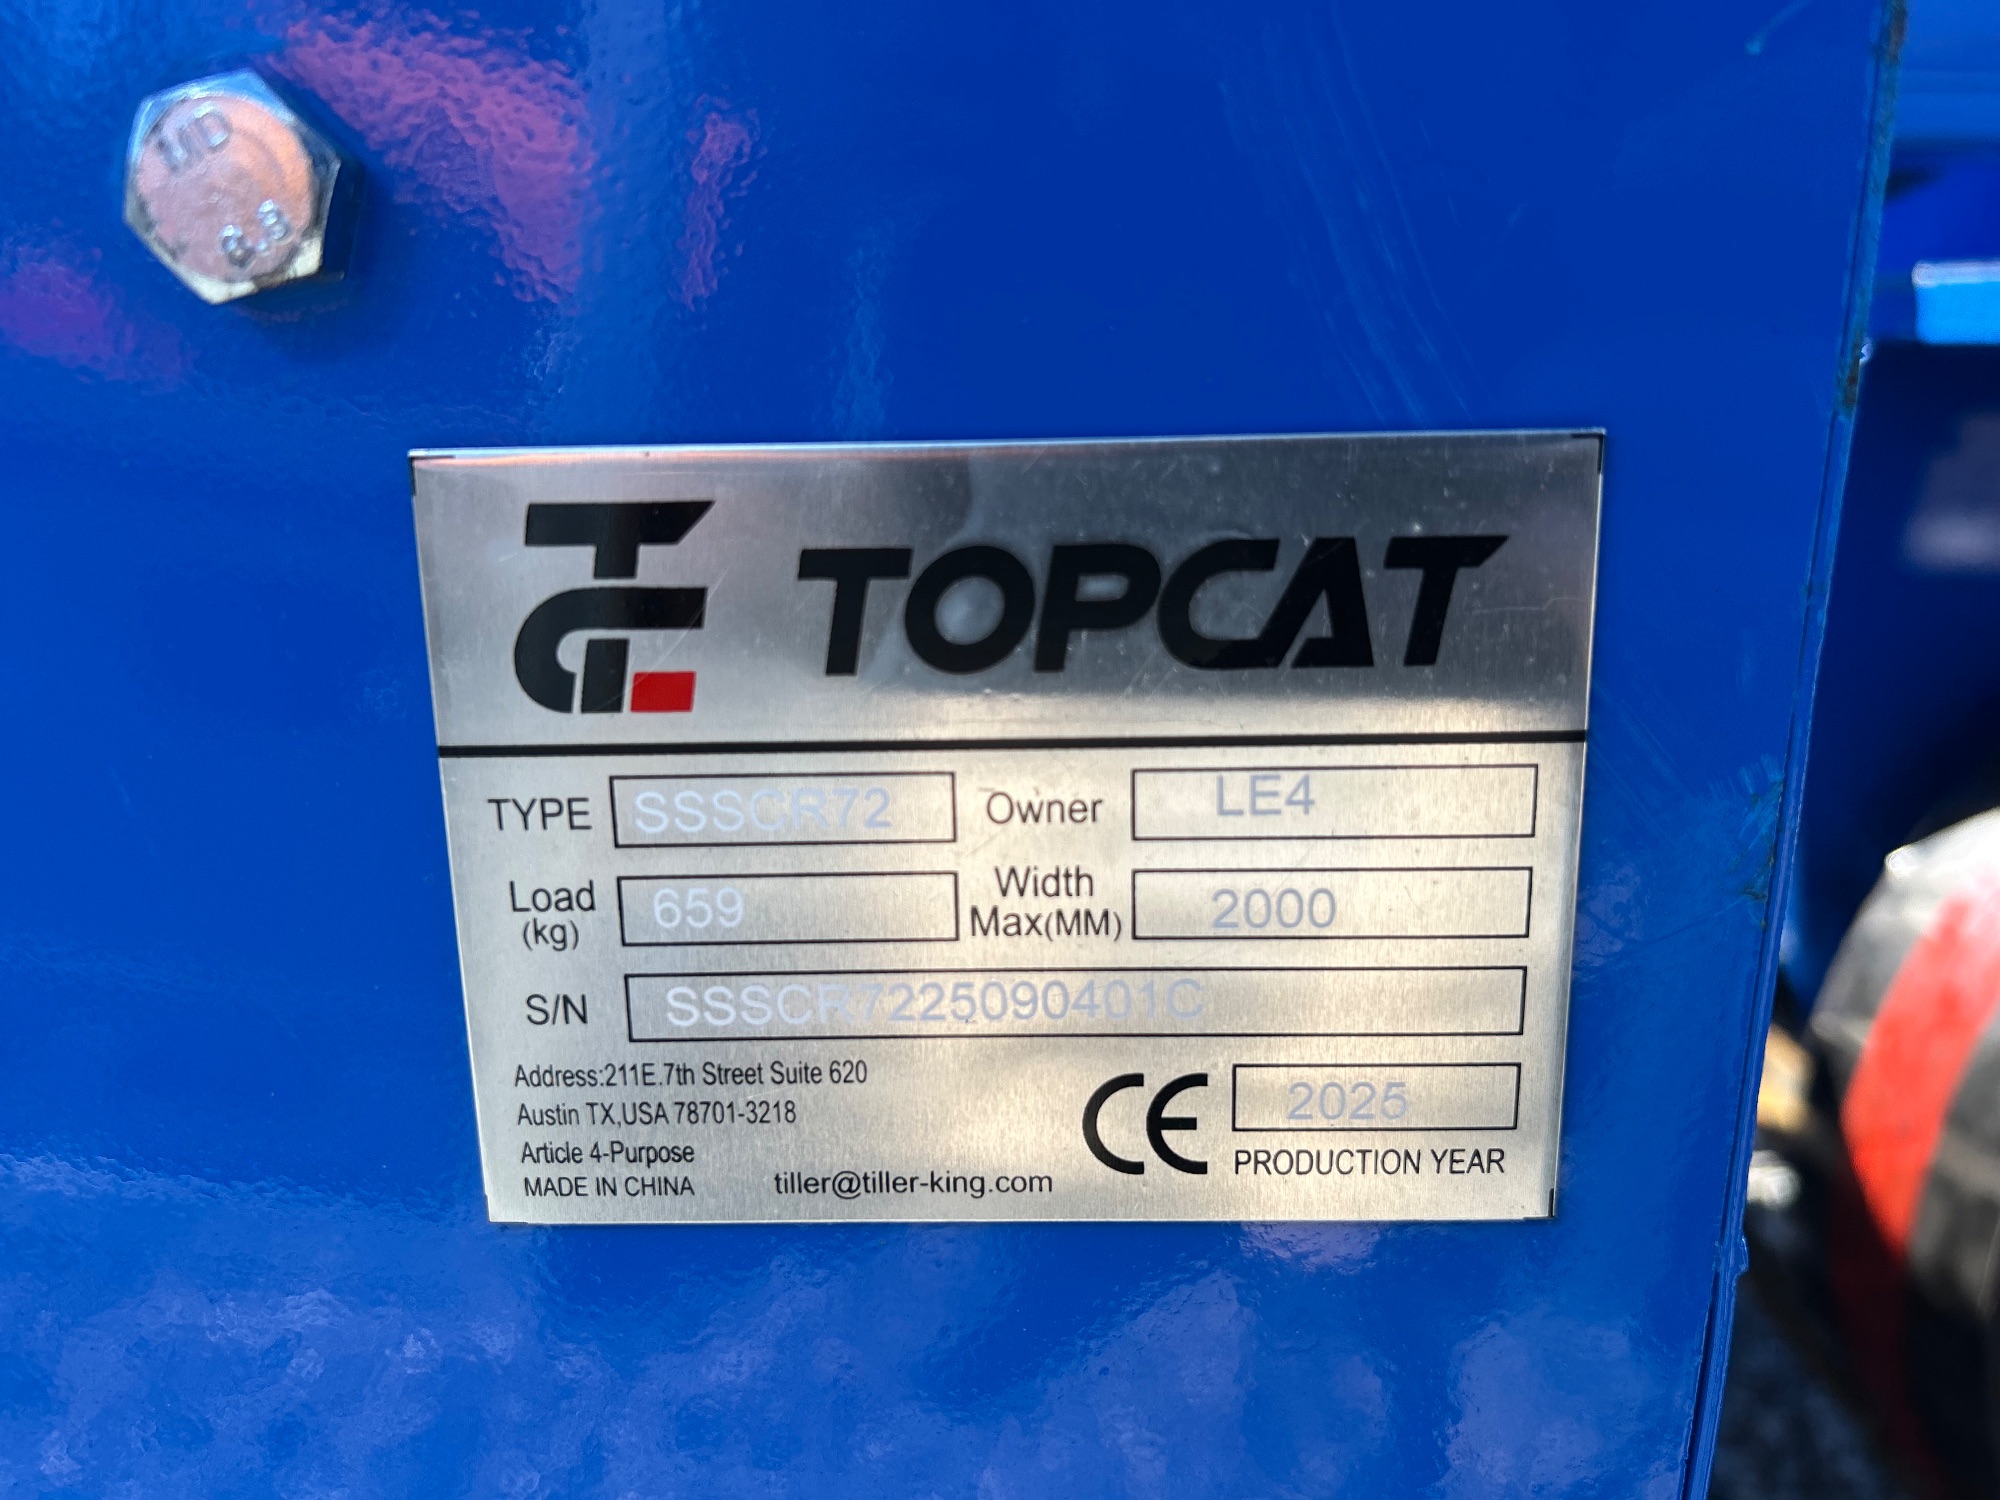 8.8
TOPCAT
TYPE SSSCR72 Owner LE4
Load (kg) 659 Width Max(MM) 2000
S/N SSSCR7225090401C
Address:211E.7th Street Suite 620
Austin TX,USA 78701-3218
Article 4-Purpose
MADE IN CHINA tiller@tiller-king.com
CE 2025
PRODUCTION YEAR